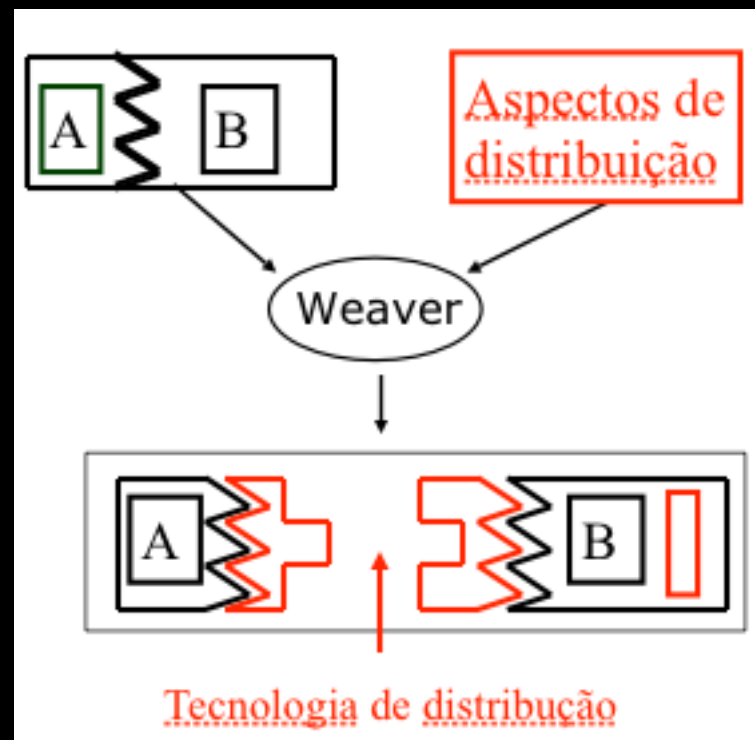 A
B
Aspectos de
distribuição
Weaver
A
B
Tecnologia de distribução